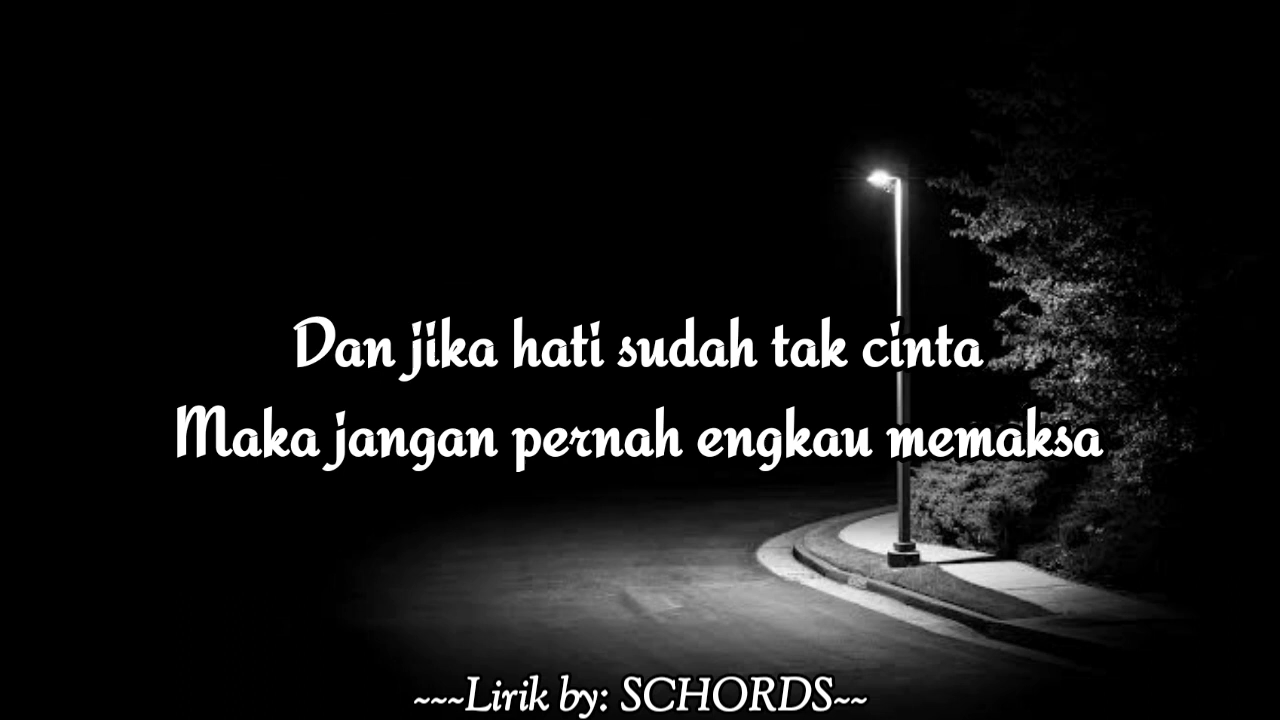 Dan jika hati sudah tak cinta
Maka jangan pernah engkau memaksa
~~~Lirik by: SCHORDS~~